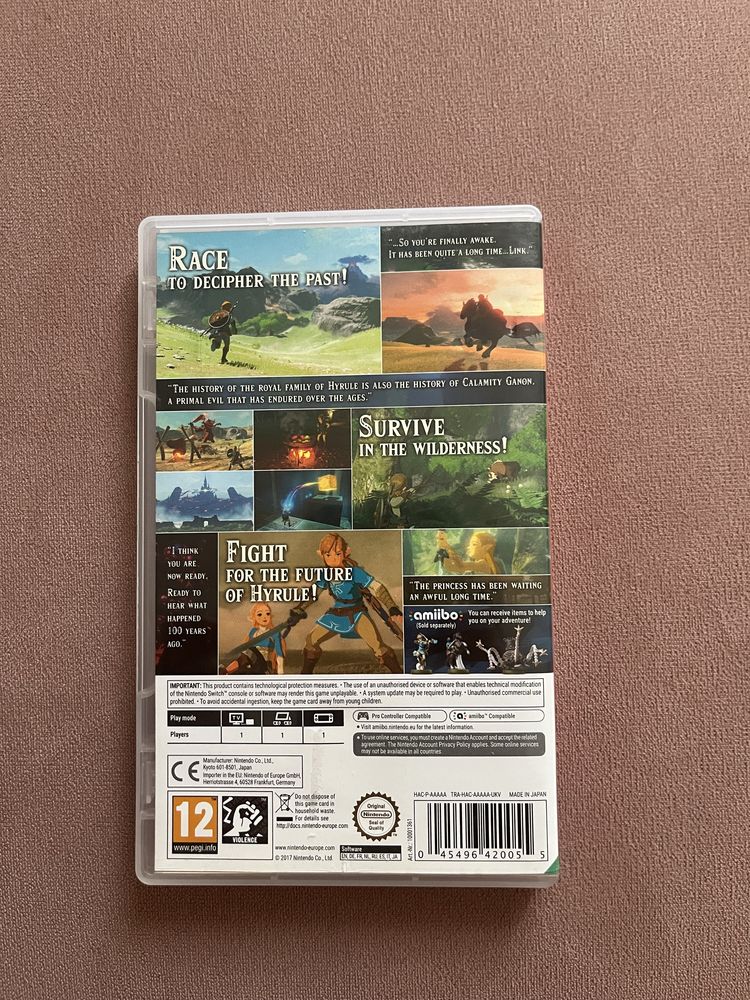 RACE
TO DECIPHER THE PAST!
"...SO YOU'RE FINALLY AWAKE.
IT HAS BEEN QUITE A LONG TIME...LINK."
"THE HISTORY OF THE ROYAL FAMILY OF HYRULE IS ALSO THE HISTORY OF CALAMITY GANON.
A PRIMAL EVIL THAT HAS ENDURED OVER THE AGES."
SURVIVE
IN THE WILDERNESS!
"I THINK
YOU ARE
NOW READY.
READY TO
HEAR WHAT
HAPPENED
100 YEARS
AGO."
FIGHT
FOR THE FUTURE
OF HYRULE!
"THE PRINCESS HAS BEEN WAITING
AN AWFUL LONG TIME."
amiibo
(Sold separately)
You can receive items to help
you on your adventure!
IMPORTANT: This product contains technological protection measures. • The use of an unauthorised device or software that enables technical modification
of the Nintendo Switch™ console or software may render this game unplayable. • A system update may be required to play. • Unauthorised commercial use
prohibited. • To avoid accidental ingestion, keep the game card away from young children.
Play mode
TV
Players
1
1
1
Pro Controller Compatible
amiibo™ Compatible
• Visit amiibo.nintendo.eu for the latest information.
• To use online services, you must create a Nintendo Account and accept the related
agreement. The Nintendo Account Privacy Policy applies. Some online services
may not be available in all countries.
CE
Manufacturer: Nintendo Co., Ltd.,
Kyoto 601-8501, Japan
Importer in the EU: Nintendo of Europe GmbH,
Herriotstrasse 4, 60528 Frankfurt, Germany
12
www.pegi.info
VIOLENCE
Do not dispose of
this game card in
household waste.
For details see
http://docs.nintendo-europe.com
www.nintendo-europe.com
© 2017 Nintendo Co., Ltd.
Original
Nintendo
Seal of
Quality
Software
EN, DE, FR, NL, RU, ES, IT, JA
HAC-P-AAAAA
TRA-HAC-AAAAA-UKV
MADE IN JAPAN
Art.-Nr.: 10001361
0 45496 42005 5